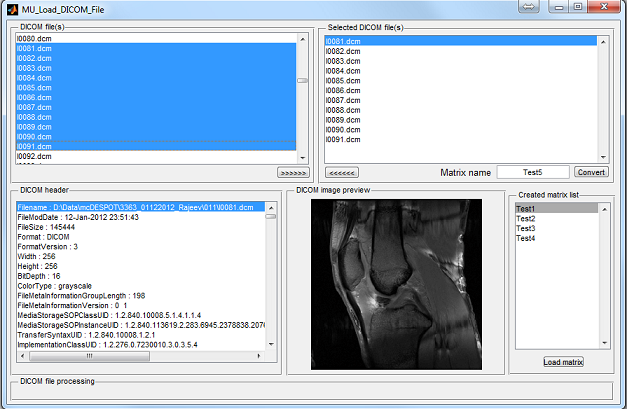 MU_Load_DICOM_File
DICOM file(s)
I0080.dcm
I0081.dcm
I0082.dcm
I0083.dcm
I0084.dcm
I0085.dcm
I0086.dcm
I0087.dcm
I0088.dcm
I0089.dcm
I0090.dcm
I0091.dcm
I0092.dcm
>>>>>>
Selected DICOM file(s)
I0081.dcm
I0082.dcm
I0083.dcm
I0084.dcm
I0085.dcm
I0086.dcm
I0087.dcm
I0088.dcm
I0089.dcm
I0090.dcm
I0091.dcm
<<<<<<
Matrix name
Test5
Convert
DICOM header
Filename : D:\Data\mcDESPOT\3363_01122012_Rajeev\011\I0081.dcm
FileModDate : 12-Jan-2012 23:51:43
FileSize : 145444
Format : DICOM
FormatVersion : 3
Width : 256
Height : 256
BitDepth : 16
ColorType : grayscale
FileMetaInformationGroupLength : 198
FileMetaInformationVersion : 0 1
MediaStorageSOPClassUID : 1.2.840.10008.5.1.4.1.1.4
MediaStorageSOPInstanceUID : 1.2.840.113619.2.283.6945.2378838.2070
TransferSyntaxUID : 1.2.840.10008.1.2.1
ImplementationClassUID : 1.2.276.0.7230010.3.0.3.5.4
DICOM image preview
Created matrix list
Test1
Test2
Test3
Test4
Load matrix
DICOM file processing